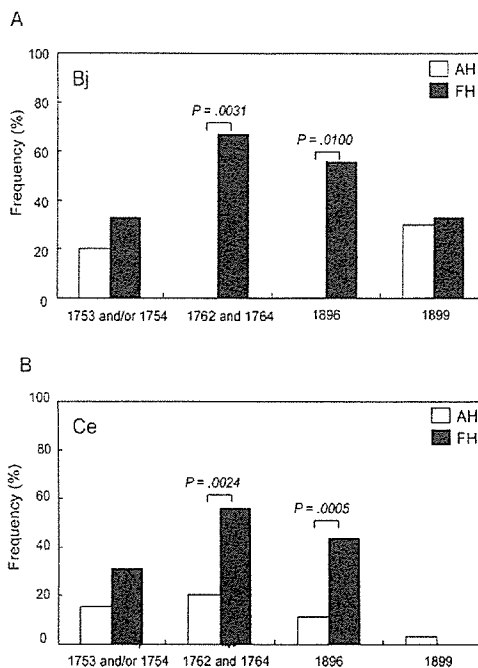 A
100
80
60
40
20
0
Frequency (%)
Bj
AH
FH
P = .0031
P = .0100
1753 and/or 1754
1762 and 1764
1896
1899
B
100
80
60
40
20
0
Frequency (%)
Ce
AH
FH
P = .0024
P = .0005
1753 and/or 1754
1762 and 1764
1896
1899